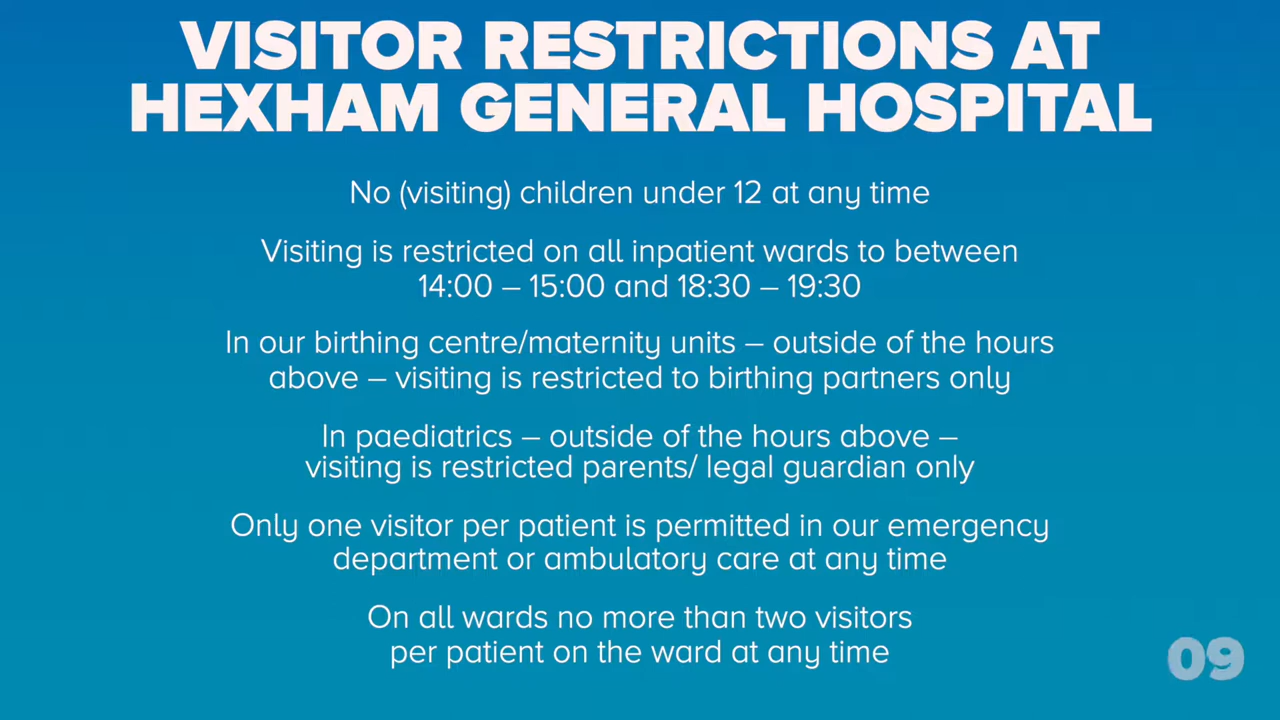 VISITOR RESTRICTIONS AT
HEXHAM GENERAL HOSPITAL
No (visiting) children under 12 at any time
Visiting is restricted on all inpatient wards to between
14:00 – 15:00 and 18:30 – 19:30
In our birthing centre/maternity units – outside of the hours
above – visiting is restricted to birthing partners only
In paediatrics – outside of the hours above –
visiting is restricted parents/ legal guardian only
Only one visitor per patient is permitted in our emergency
department or ambulatory care at any time
On all wards no more than two visitors
per patient on the ward at any time
09